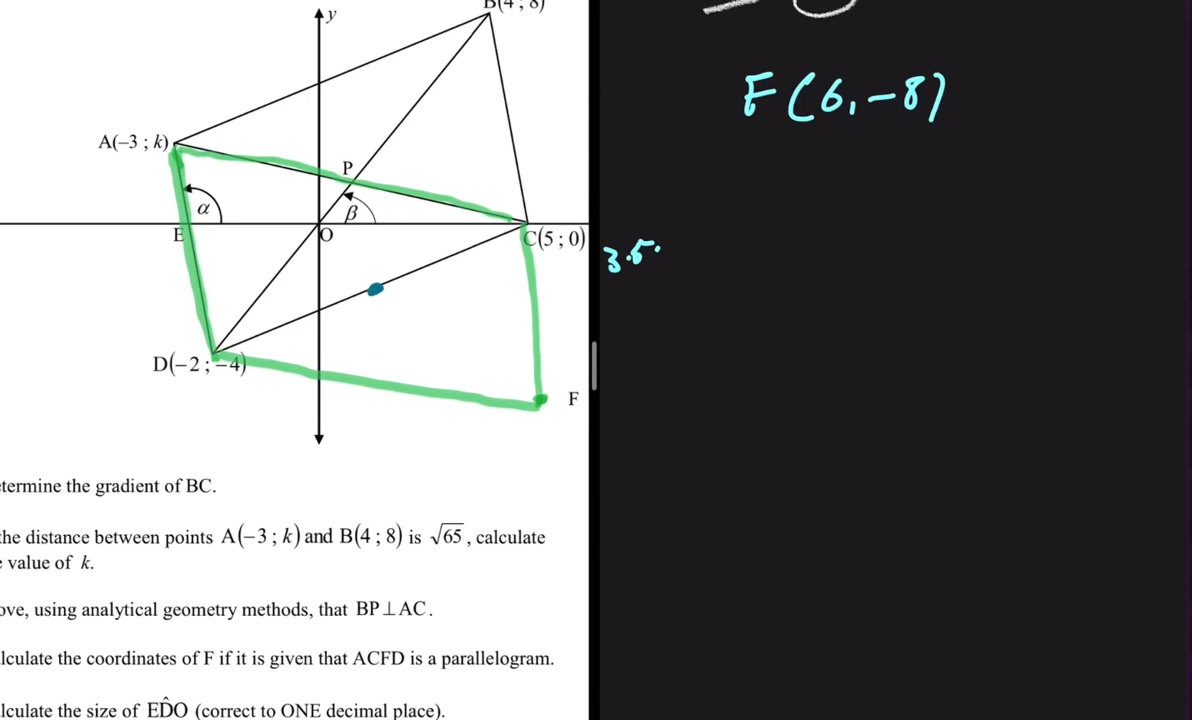 y
B(4 ; 8)
F(6,-8)
A(−3 ; k)
P
α
β
E
O
C(5 ; 0)
3.5.
D(−2 ; −4)
F
etermine the gradient of BC.
the distance between points A(−3 ; k) and B(4 ; 8) is √65, calculate
e value of k.
ove, using analytical geometry methods, that BP⊥AC.
lculate the coordinates of F if it is given that ACFD is a parallelogram.
lculate the size of ED̂O (correct to ONE decimal place).